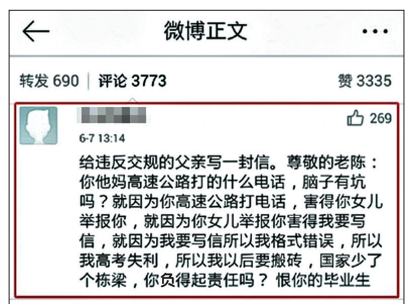 微博正文
转发 690 | 评论 3773 赞 3335
269
6-7 13:14
给违反交规的父亲写一封信。尊敬的老陈：
你他妈高速公路打的什么电话，脑子有坑
吗？就因为你高速公路打电话，害得你女儿
举报你，就因为你女儿举报你害得我要写
信，就因为我要写信所以我格式错误，所以
我高考失利，所以我以后要搬砖，国家少了
个栋梁，你负得起责任吗？ 恨你的毕业生